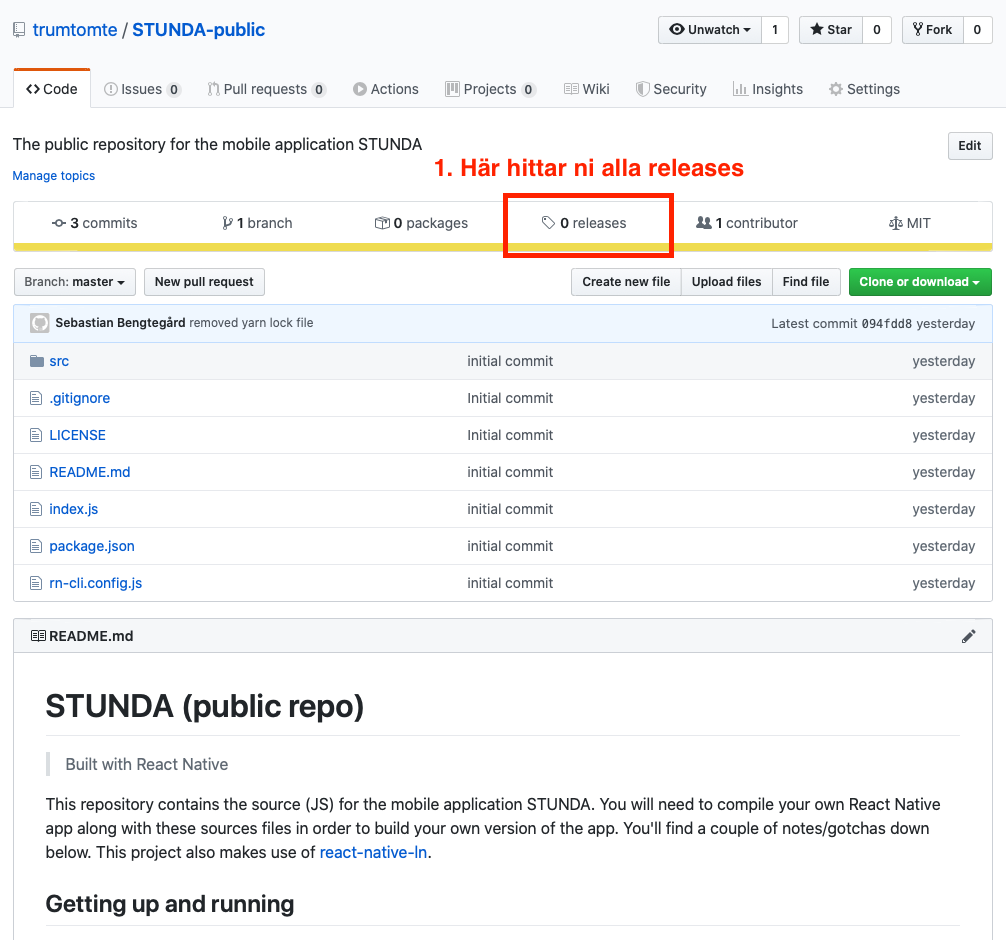 trumtomte / STUNDA-public
Unwatch 1 Star 0 Fork 0
Code Issues 0 Pull requests 0 Actions Projects 0 Wiki Security Insights Settings
The public repository for the mobile application STUNDA
Edit
1. Här hittar ni alla releases
Manage topics
3 commits 1 branch 0 packages 0 releases 1 contributor MIT
Branch: master New pull request Create new file Upload files Find file Clone or download
Sebastian Bengtegård removed yarn lock file Latest commit 094fdd8 yesterday
src initial commit yesterday
.gitignore Initial commit yesterday
LICENSE Initial commit yesterday
README.md initial commit yesterday
index.js initial commit yesterday
package.json initial commit yesterday
rn-cli.config.js initial commit yesterday
README.md
STUNDA (public repo)
Built with React Native
This repository contains the source (JS) for the mobile application STUNDA. You will need to compile your own React Native
app along with these sources files in order to build your own version of the app. You'll find a couple of notes/gotchas down
below. This project also makes use of react-native-ln.
Getting up and running